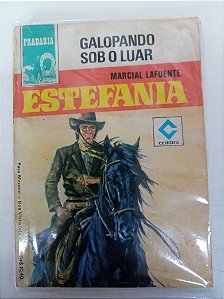 PRADARIA
GALOPANDO
SOB O LUAR
MARCIAL LAFUENTE
ESTEFANIA
cedibra